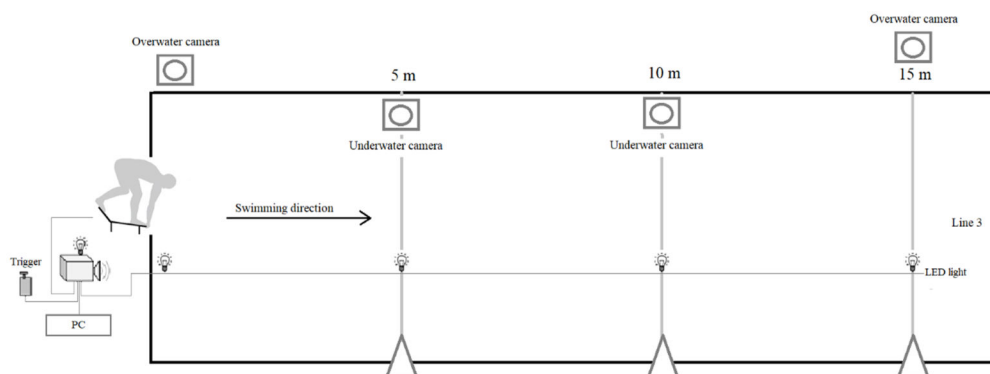 Overwater camera
Overwater camera
5 m
10 m
15 m
Underwater camera
Underwater camera
Swimming direction
Line 3
Trigger
LED light
PC